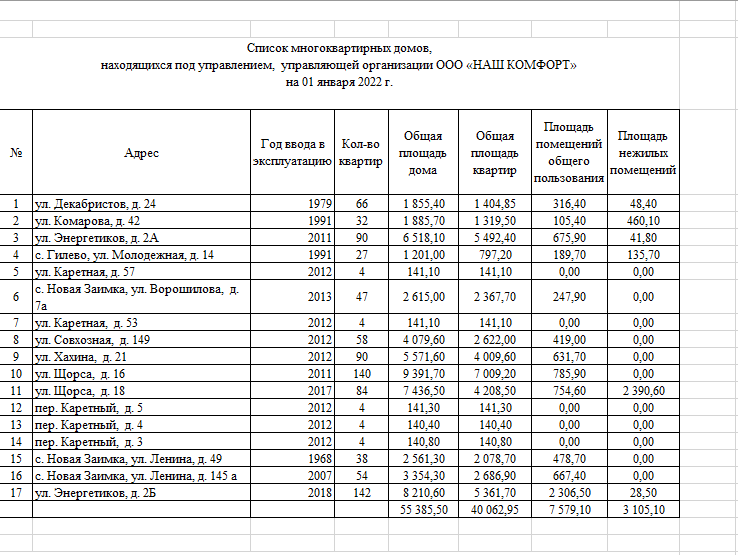 Список многоквартирных домов,
находящихся под управлением, управляющей организации ООО «НАШ КОМФОРТ»
на 01 января 2022 г.
№ Адрес Год ввода в эксплуатацию Кол-во квартир Общая площадь дома Общая площадь квартир Площадь помещений общего пользования Площадь нежилых помещений
1 ул. Декабристов, д. 24 1979 66 1 855,40 1 404,85 316,40 48,40
2 ул. Комарова, д. 42 1991 32 1 885,70 1 319,50 105,40 460,10
3 ул. Энергетиков, д. 2А 2011 90 6 518,10 5 492,40 675,90 41,80
4 с. Гилево, ул. Молодежная, д. 14 1991 27 1 201,00 797,20 189,70 135,70
5 ул. Каретная, д. 57 2012 4 141,10 141,10 0,00 0,00
6 с. Новая Заимка, ул. Ворошилова, д. 7а 2013 47 2 615,00 2 367,70 247,90 0,00
7 ул. Каретная, д. 53 2012 4 141,10 141,10 0,00 0,00
8 ул. Совхозная, д. 149 2012 58 4 079,60 2 622,00 419,00 0,00
9 ул. Хахина, д. 21 2012 90 5 571,60 4 009,60 631,70 0,00
10 ул. Щорса, д. 16 2011 140 9 391,70 7 009,20 785,90 0,00
11 ул. Щорса, д. 18 2017 84 7 436,50 4 208,50 754,60 2 390,60
12 пер. Каретный, д. 5 2012 4 141,30 141,30 0,00 0,00
13 пер. Каретный, д. 4 2012 4 140,40 140,40 0,00 0,00
14 пер. Каретный, д. 3 2012 4 140,80 140,80 0,00 0,00
15 с. Новая Заимка, ул. Ленина, д. 49 1968 38 2 561,30 2 078,70 478,70 0,00
16 с. Новая Заимка, ул. Ленина, д. 145 а 2007 54 3 354,30 2 686,90 667,40 0,00
17 ул. Энергетиков, д. 2Б 2018 142 8 210,60 5 361,70 2 306,50 28,50
55 385,50 40 062,95 7 579,10 3 105,10